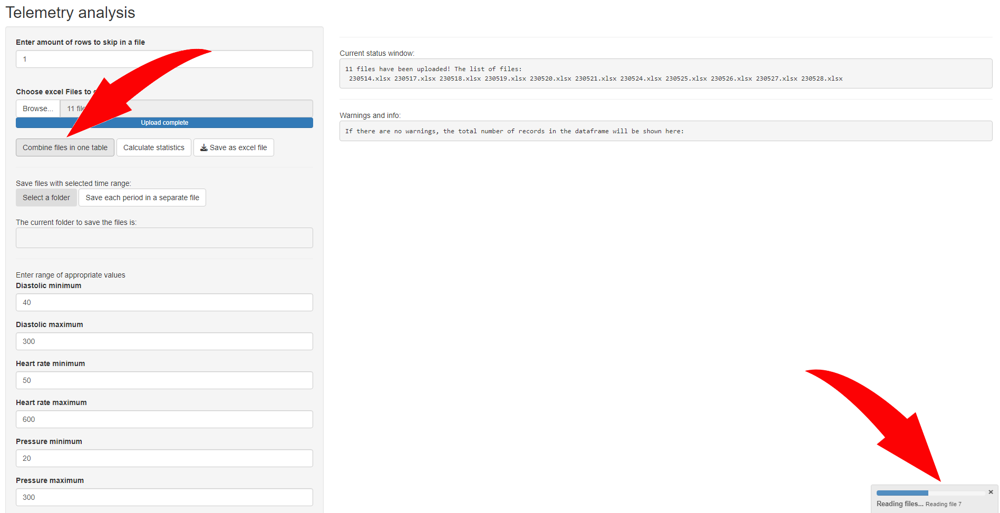 Telemetry analysis
Enter amount of rows to skip in a file
1
Choose excel Files to
Browse... 11
Upload complete
Combine files in one table Calculate statistics Save as excel file
Save files with selected time range:
Select a folder Save each period in a separate file
The current folder to save the files is:
Enter range of appropriate values
Diastolic minimum
40
Diastolic maximum
300
Heart rate minimum
50
Heart rate maximum
600
Pressure minimum
20
Pressure maximum
300
Current status window:
11 files have been uploaded! The list of files:
230514.xlsx 230517.xlsx 230518.xlsx 230519.xlsx 230520.xlsx 230521.xlsx 230524.xlsx 230525.xlsx 230526.xlsx 230527.xlsx 230528.xlsx
Warnings and info:
If there are no warnings, the total number of records in the dataframe will be shown here:
Reading files... Reading file 7